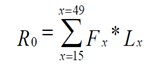 x=49
R₀ = ∑ Fₓ * Lₓ
x=15